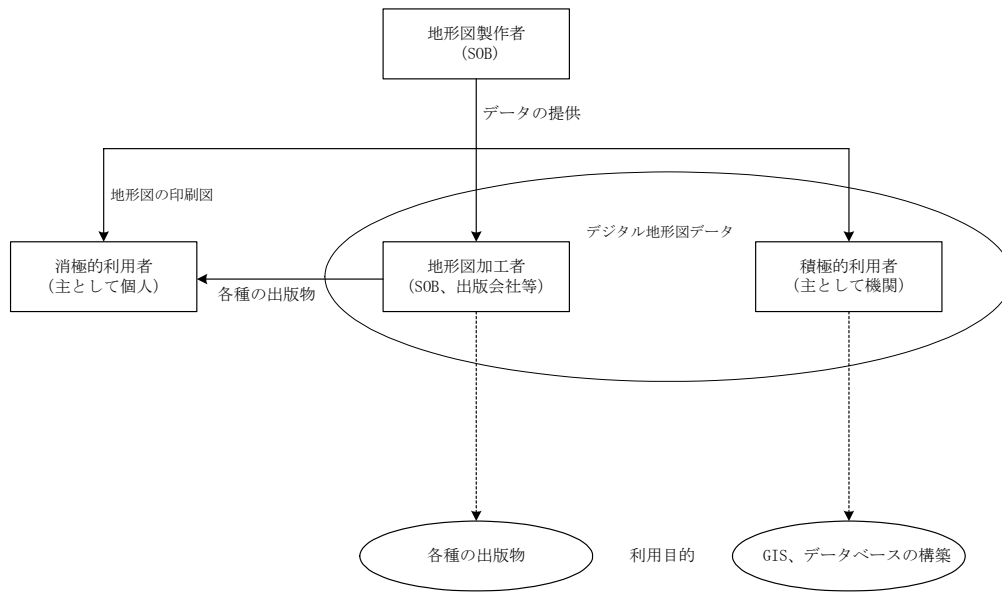 地形図製作者
（SOB）
データの提供
地形図の印刷図
デジタル地形図データ
消極的利用者
（主として個人）
各種の出版物
地形図加工者
（SOB、出版会社等）
積極的利用者
（主として機関）
各種の出版物
利用目的
GIS、データベースの構築